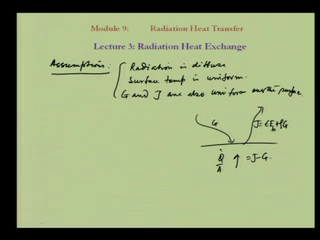 Module 9: Radiation Heat Transfer
Lecture 3: Radiation Heat Exchange
Assumptions: Radiation is diffuse
Surface temp is uniform.
G and J are also uniform over the surface
G
J=εE_b+ρG
Q̇/A =J-G.